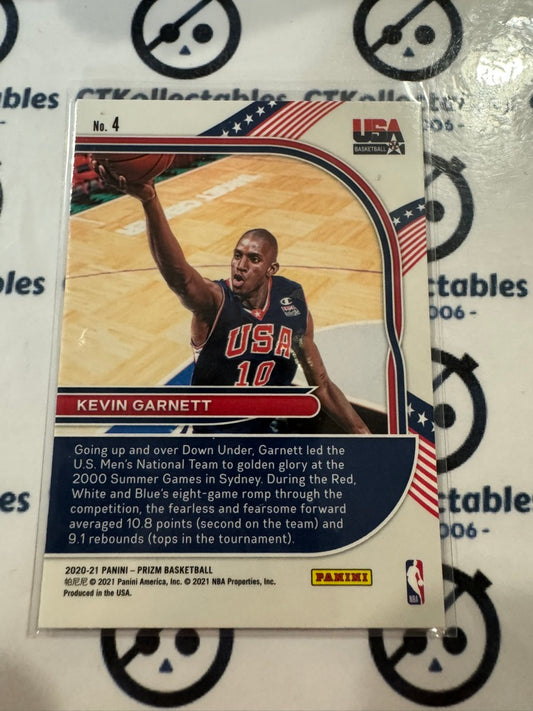 CTKollectables
No. 4
USA
BASKETBALL
USA
10
KEVIN GARNETT
Going up and over Down Under, Garnett led the
U.S. Men's National Team to golden glory at the
2000 Summer Games in Sydney. During the Red,
White and Blue's eight-game romp through the
competition, the fearless and fearsome forward
averaged 10.8 points (second on the team) and
9.1 rebounds (tops in the tournament).
2020-21 PANINI – PRIZM BASKETBALL
帕尼尼 © 2021 Panini America, Inc. © 2021 NBA Properties, Inc.
Produced in the USA.
PANINI
NBA
ctables
006 -
ctables
006 -